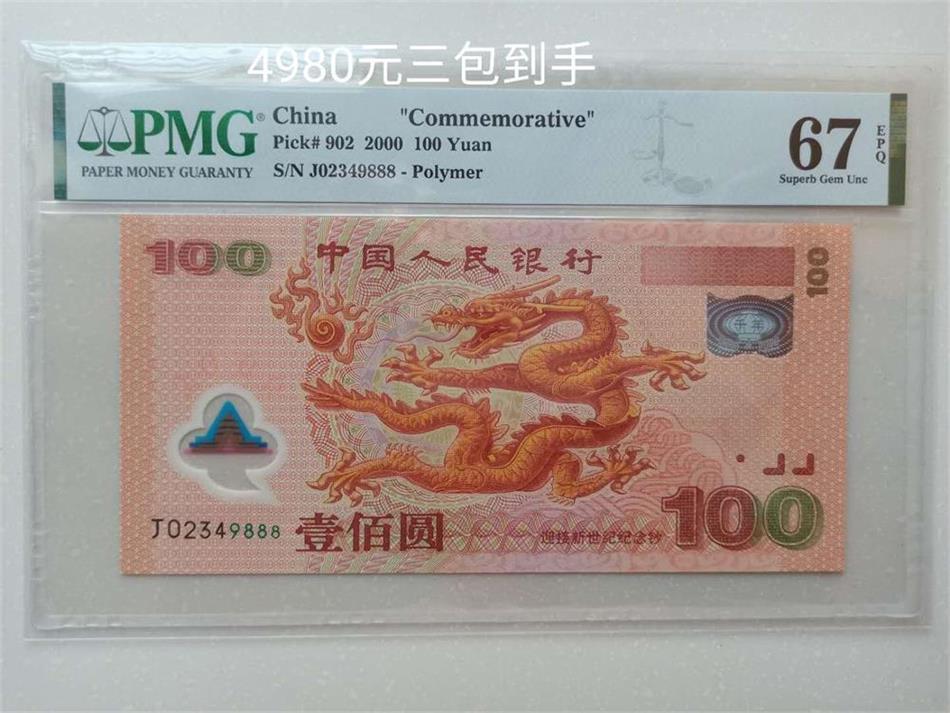 4980元三包到手
PMG®
PAPER MONEY GUARANTY
China "Commemorative"
Pick# 902 2000 100 Yuan
S/N J02349888 - Polymer
67
EPQ
Superb Gem Unc
100
中国人民银行
100
千年
J02349888
壹佰圆
迎接新世纪纪念钞
100